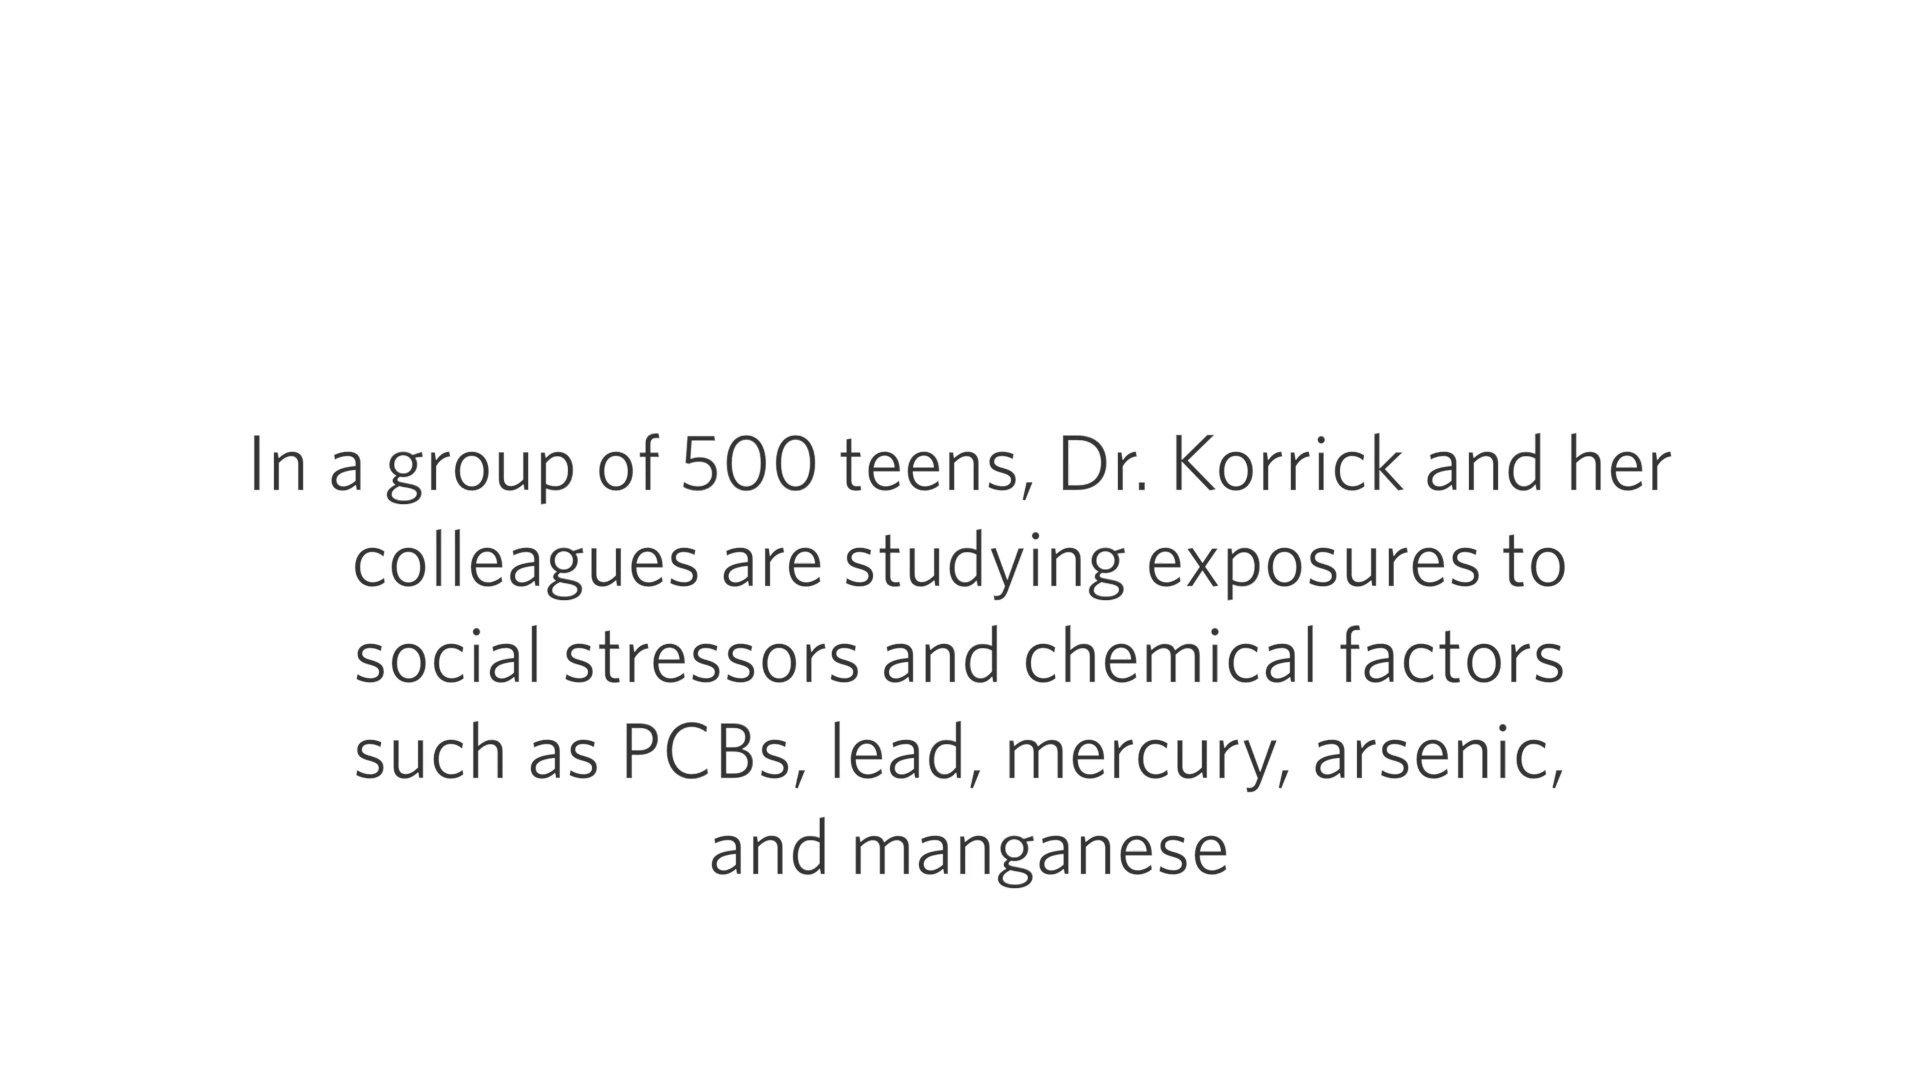 In a group of 500 teens, Dr. Korrick and her
colleagues are studying exposures to
social stressors and chemical factors
such as PCBs, lead, mercury, arsenic,
and manganese